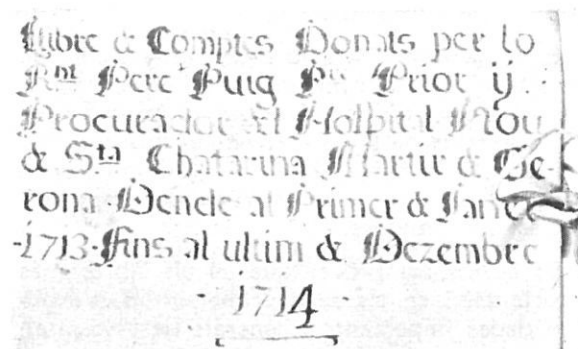 Llibre de Comptes Donats per lo
Rnt Pere Puig Pre Prior y
Procurador del Hospital Nou
de Sta Chatarina Martir de Ge
rona Dende al Primer de Janer
-1713-Fins al ultim de Dezembre
- 1714